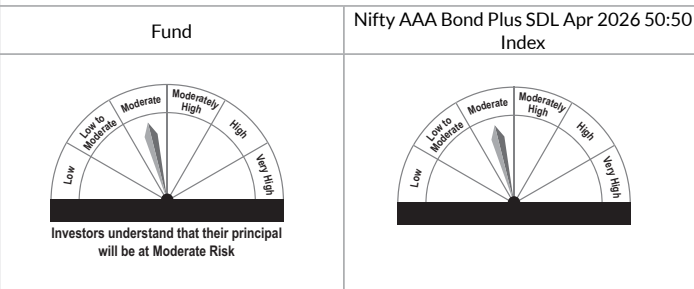 Fund
Nifty AAA Bond Plus SDL Apr 2026 50:50
Index
Low
Low to
Moderate
Moderate
Moderately
High
High
Very High
Investors understand that their principal
will be at Moderate Risk
Low
Low to
Moderate
Moderate
Moderately
High
High
Very High